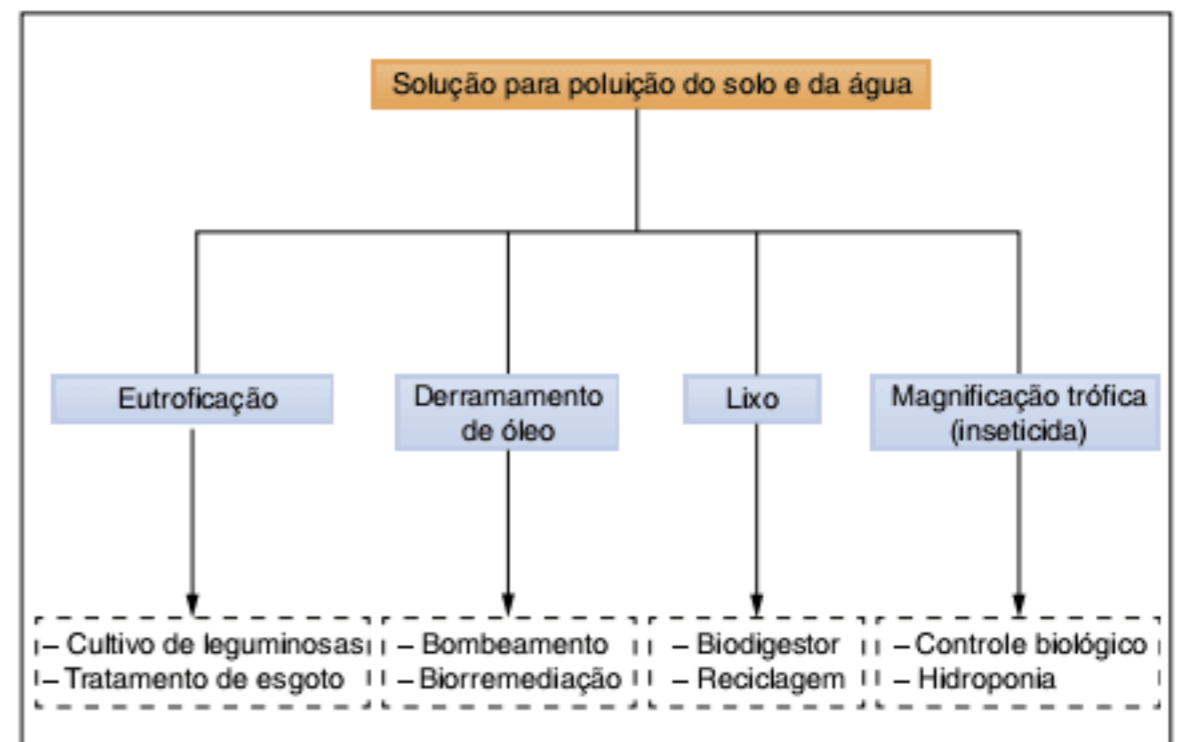 Solução para poluição do solo e da água
Eutroficação
Derramamento
de óleo
Lixo
Magnificação trófica
(inseticida)
– Cultivo de leguminosas
– Tratamento de esgoto
– Bombeamento
– Biorremediação
– Biodigestor
– Reciclagem
– Controle biológico
– Hidroponia